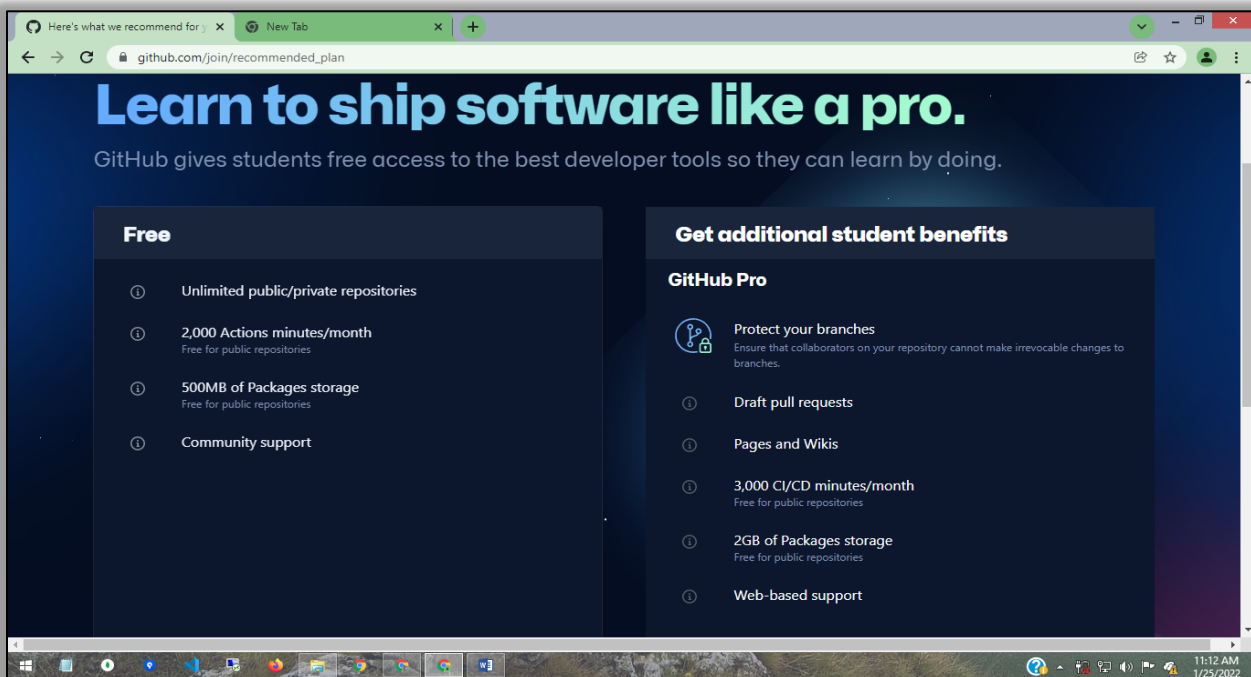 Here's what we recommend for y
New Tab
github.com/join/recommended_plan
Learn to ship software like a pro.
GitHub gives students free access to the best developer tools so they can learn by doing.
Free
Unlimited public/private repositories
2,000 Actions minutes/month
Free for public repositories
500MB of Packages storage
Free for public repositories
Community support
Get additional student benefits
GitHub Pro
Protect your branches
Ensure that collaborators on your repository cannot make irrevocable changes to
branches.
Draft pull requests
Pages and Wikis
3,000 CI/CD minutes/month
Free for public repositories
2GB of Packages storage
Free for public repositories
Web-based support
11:12 AM
1/25/2022